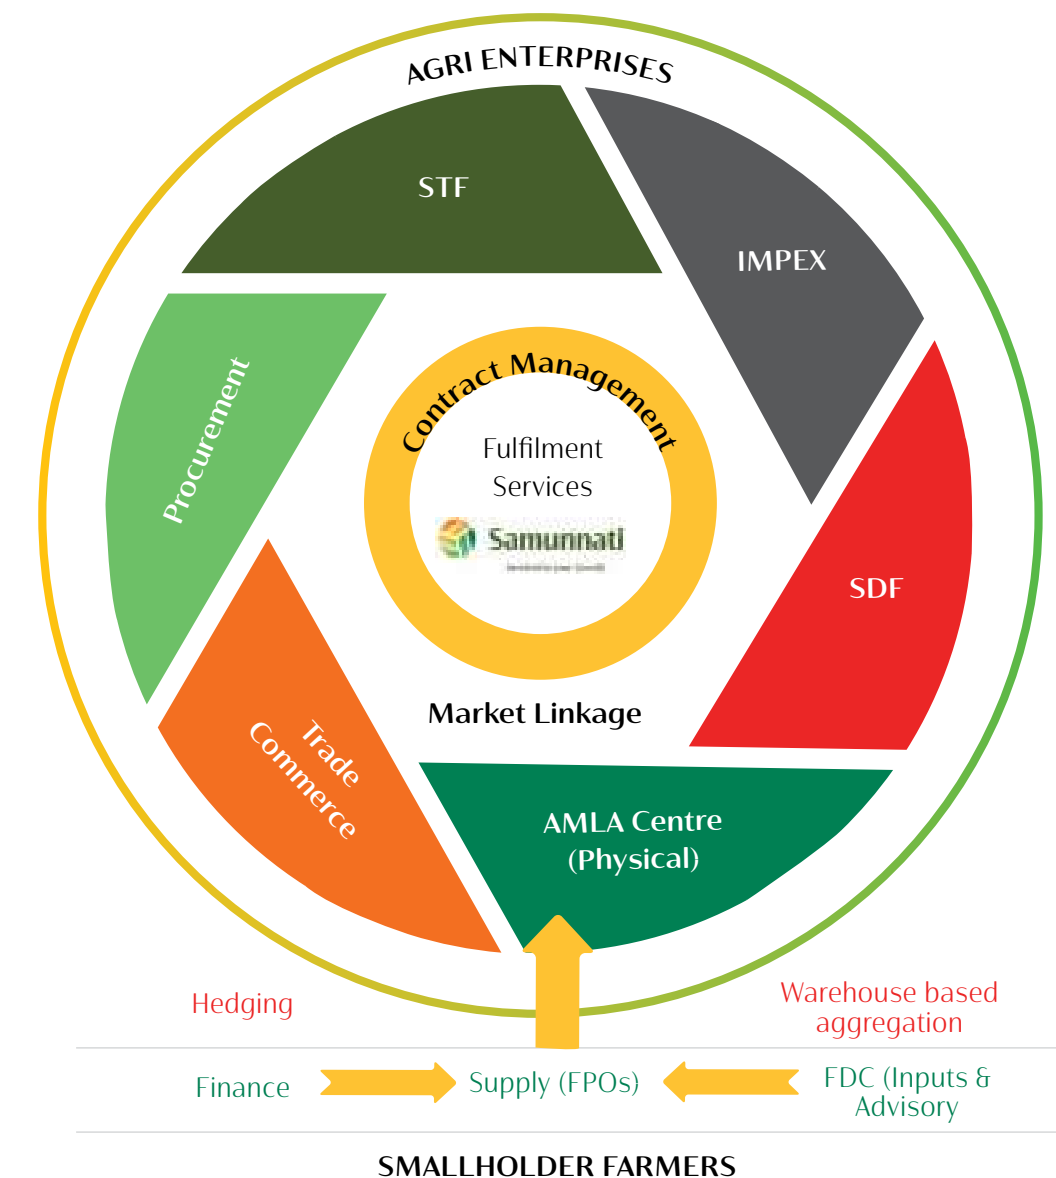 AGRI ENTERPRISES
STF
IMPEX
Procurement
Contract Management
Fulfilment
Services
Samunnati
SDF
Market Linkage
Trade
Commerce
AMLA Centre
(Physical)
Hedging
Warehouse based
aggregation
Finance
Supply (FPOs)
FDC (Inputs &
Advisory
SMALLHOLDER FARMERS